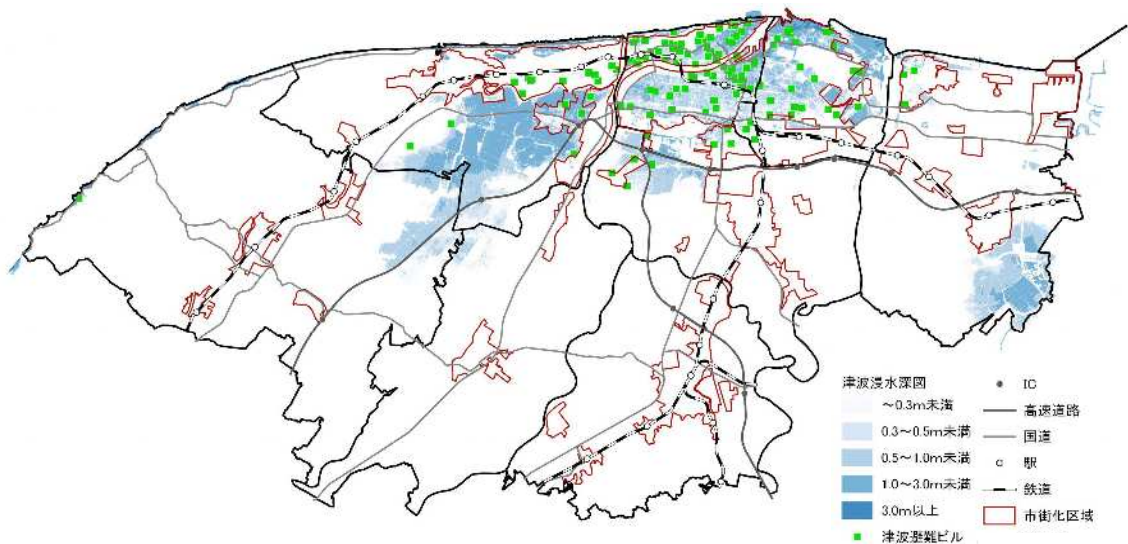 津波浸水深図
～0.3m未満
0.3～0.5m未満
0.5～1.0m未満
1.0～3.0m未満
3.0m以上
津波避難ビル
IC
高速道路
国道
駅
鉄道
市街化区域